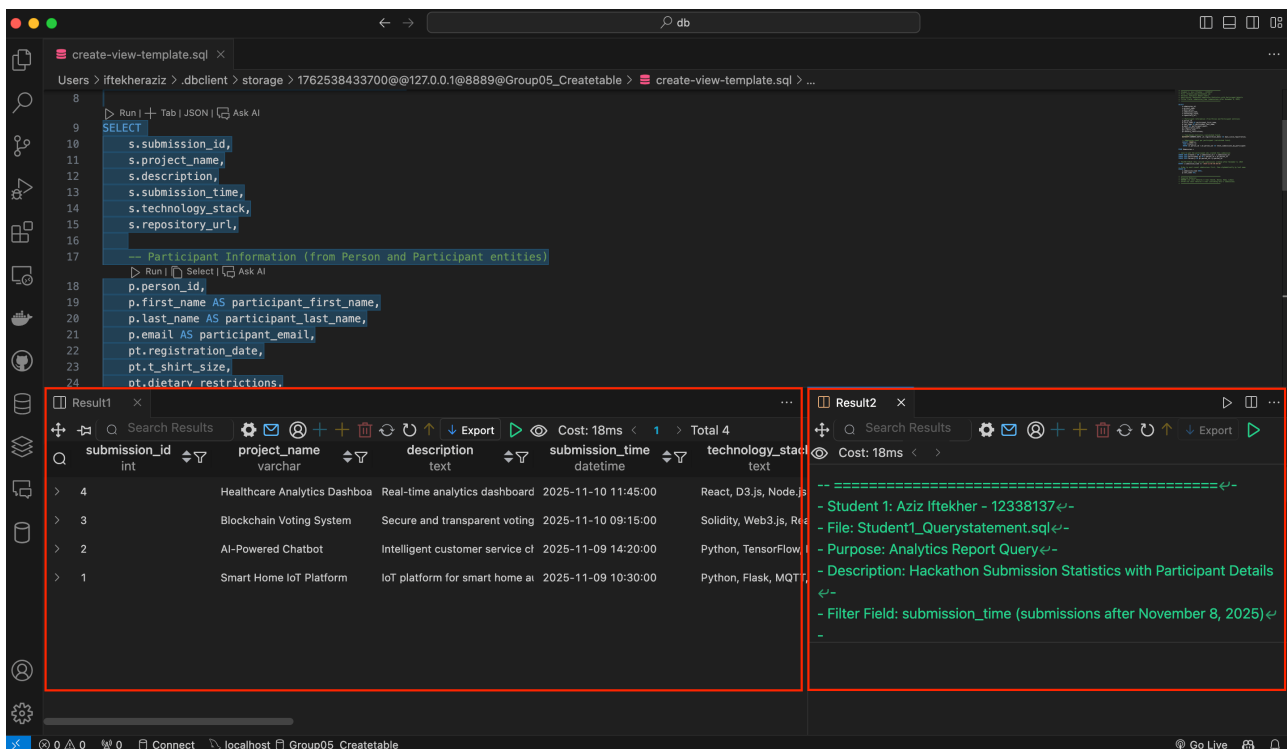 db
create-view-template.sql
Users > iftekheraziz > .dbclient > storage > 1762538433700@@127.0.0.1@8889@Group05_Createtable > create-view-template.sql > ...
8
Run | Tab | JSON | Ask AI
9 SELECT
10 s.submission_id,
11 s.project_name,
12 s.description,
13 s.submission_time,
14 s.technology_stack,
15 s.repository_url,
16
17 -- Participant Information (from Person and Participant entities)
Run | Select | Ask AI
18 p.person_id,
19 p.first_name AS participant_first_name,
20 p.last_name AS participant_last_name,
21 p.email AS participant_email,
22 pt.registration_date,
23 pt.t_shirt_size,
24 pt.dietary_restrictions,
Result1
Search Results Export Cost: 18ms < 1 > Total 4
submission_id project_name description submission_time technology_stac
int varchar text datetime text
> 4 Healthcare Analytics Dashboa Real-time analytics dashboard 2025-11-10 11:45:00 React, D3.js, Node.js
> 3 Blockchain Voting System Secure and transparent voting 2025-11-10 09:15:00 Solidity, Web3.js, Rea
> 2 AI-Powered Chatbot Intelligent customer service cl 2025-11-09 14:20:00 Python, TensorFlow,
> 1 Smart Home IoT Platform IoT platform for smart home au 2025-11-09 10:30:00 Python, Flask, MQTT,
Result2
Search Results Export
Cost: 18ms < >
-- ============================================↵-
- Student 1: Aziz Iftekher - 12338137↵-
- File: Student1_Querystatement.sql↵-
- Purpose: Analytics Report Query↵-
- Description: Hackathon Submission Statistics with Participant Details
↵-
- Filter Field: submission_time (submissions after November 8, 2025)↵
-
0 0 0 Connect localhost Group05_Createtable Go Live